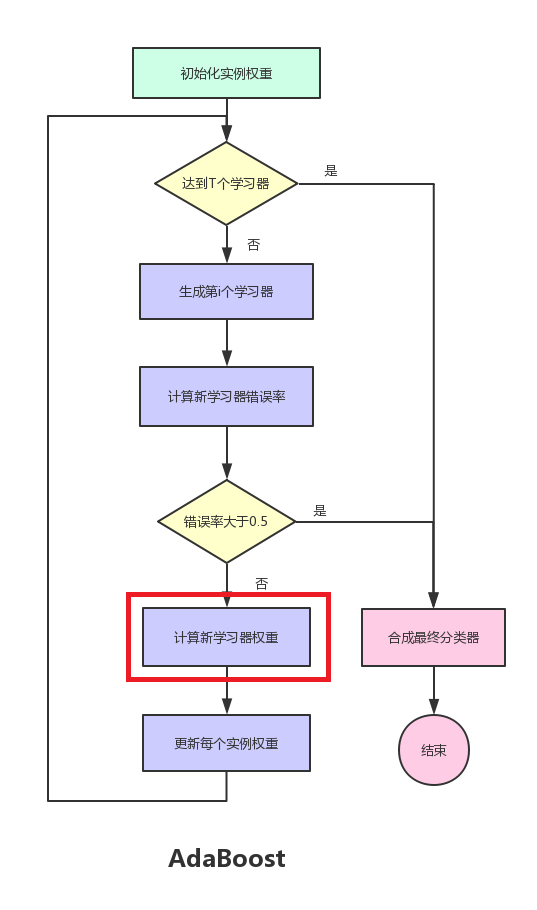 初始化实例权重
达到T个学习器
是
否
生成第i个学习器
计算新学习器错误率
错误率大于0.5
是
否
计算新学习器权重
合成最终分类器
更新每个实例权重
结束
AdaBoost